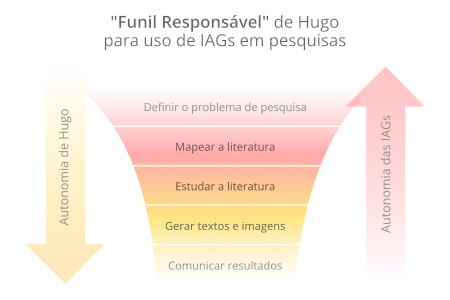 "Funil Responsável" de Hugo
para uso de IAGs em pesquisas
Autonomia de Hugo
Definir o problema de pesquisa
Mapear a literatura
Estudar a literatura
Gerar textos e imagens
Comunicar resultados
Autonomia das IAGs